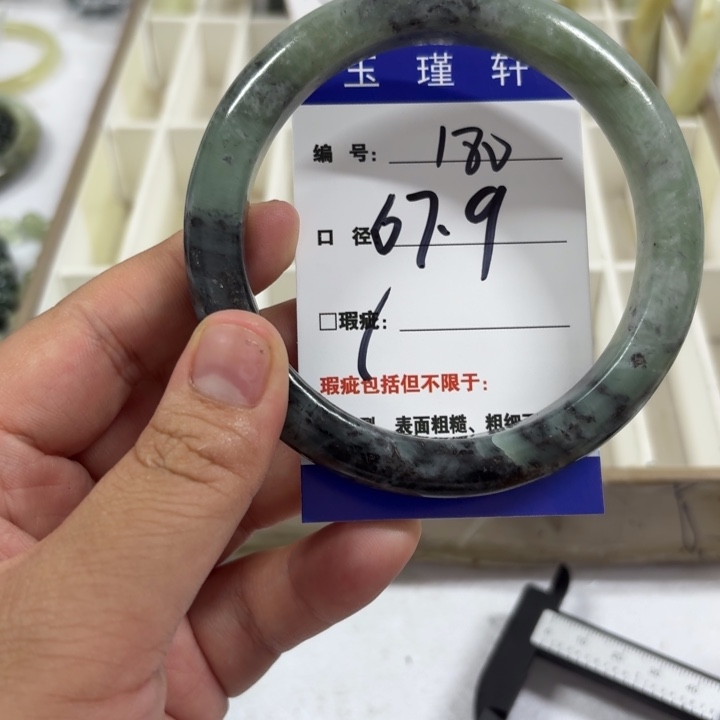 玉瑾轩
编 号: 180
口 径 67.9
□瑕疵:
瑕疵包括但不限于:
表面粗糙、粗细